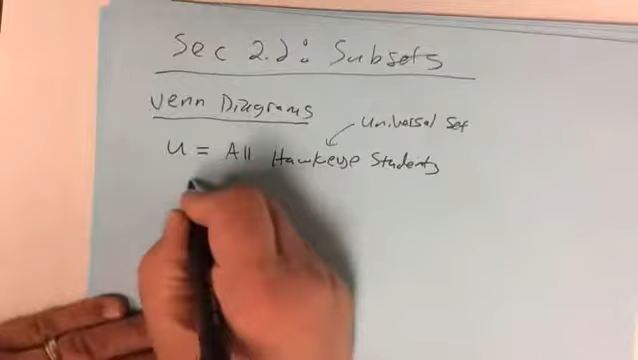 Sec 2.2: Subsets
Venn Diagrams
Universal Set
U = All Hawkeye Students